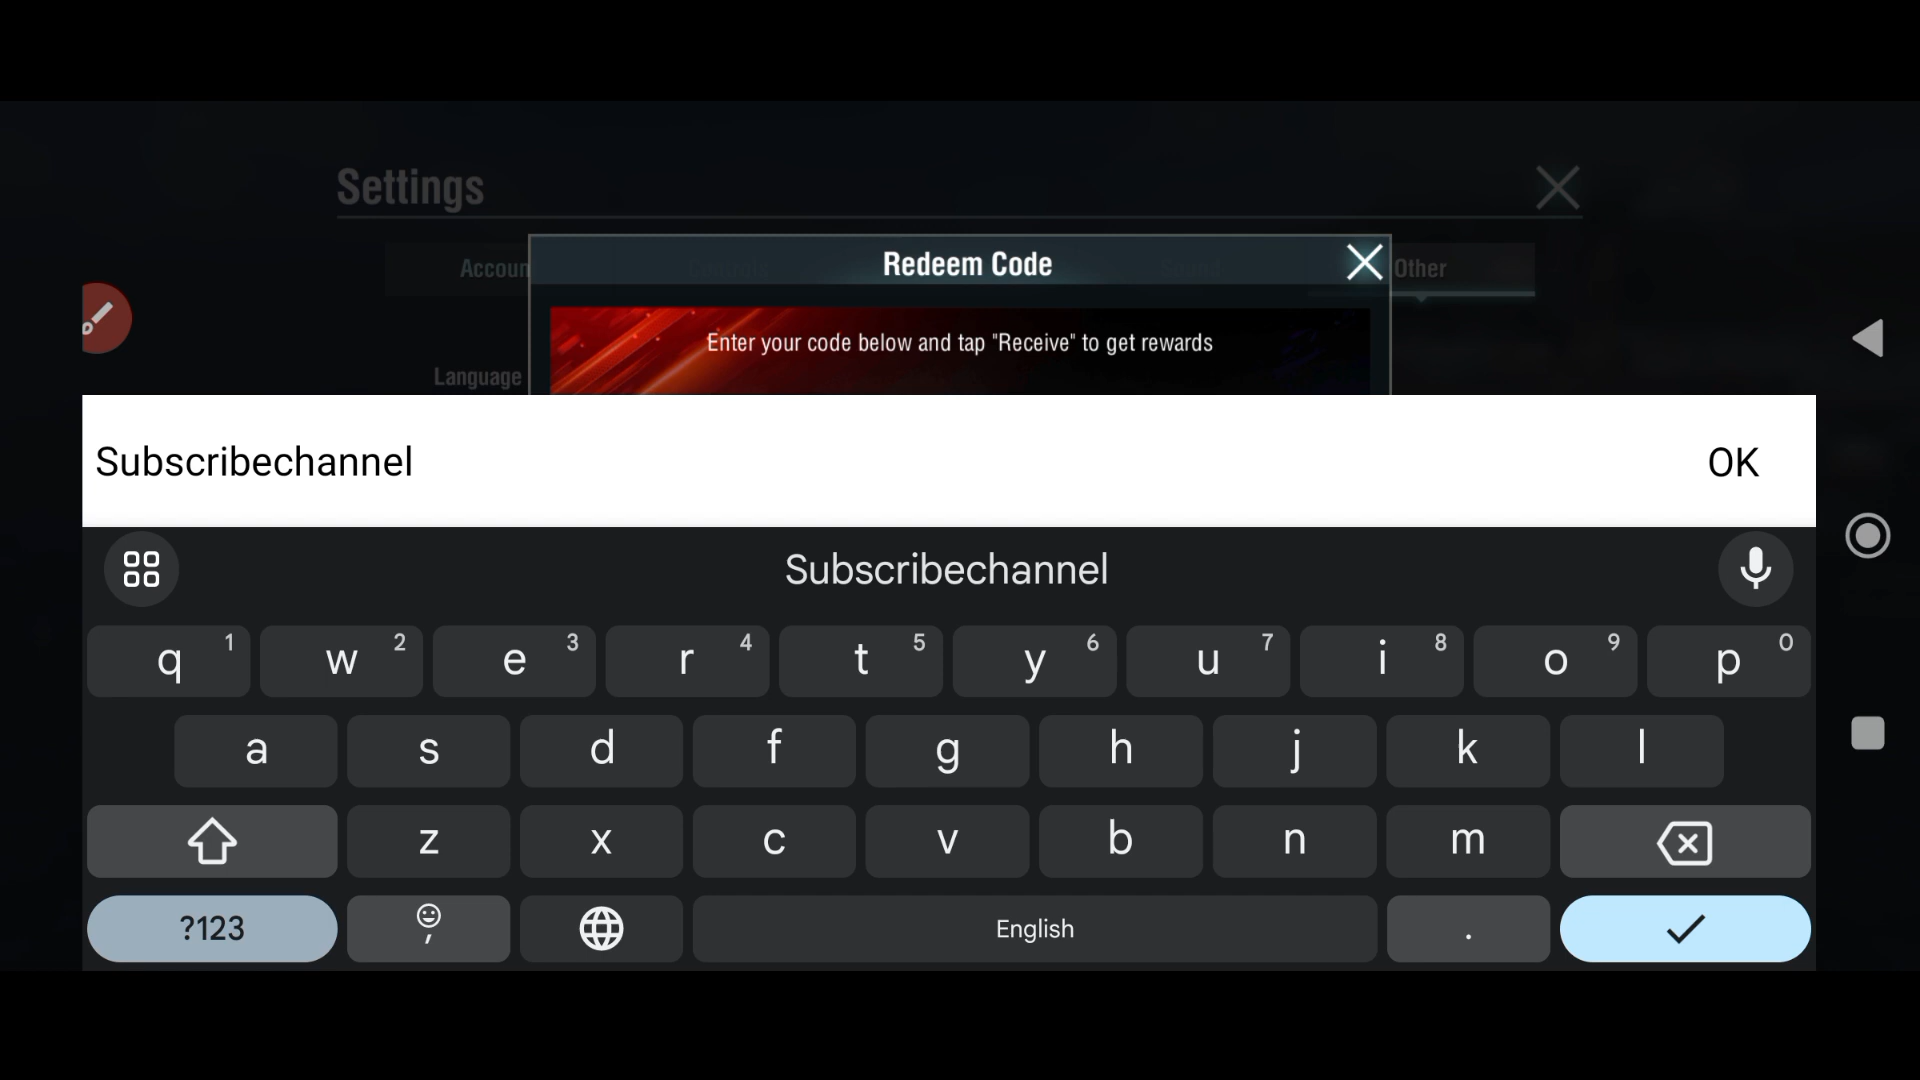 Settings
Redeem Code
Accoun
Sound
Other
Enter your code below and tap "Receive" to get rewards
Language
Subscribechannel
OK
Subscribechannel
q 1 w 2 e 3 r 4 t 5 y 6 u 7 i 8 o 9 p 0
a s d f g h j k l
z x c v b n m
?123 , English .